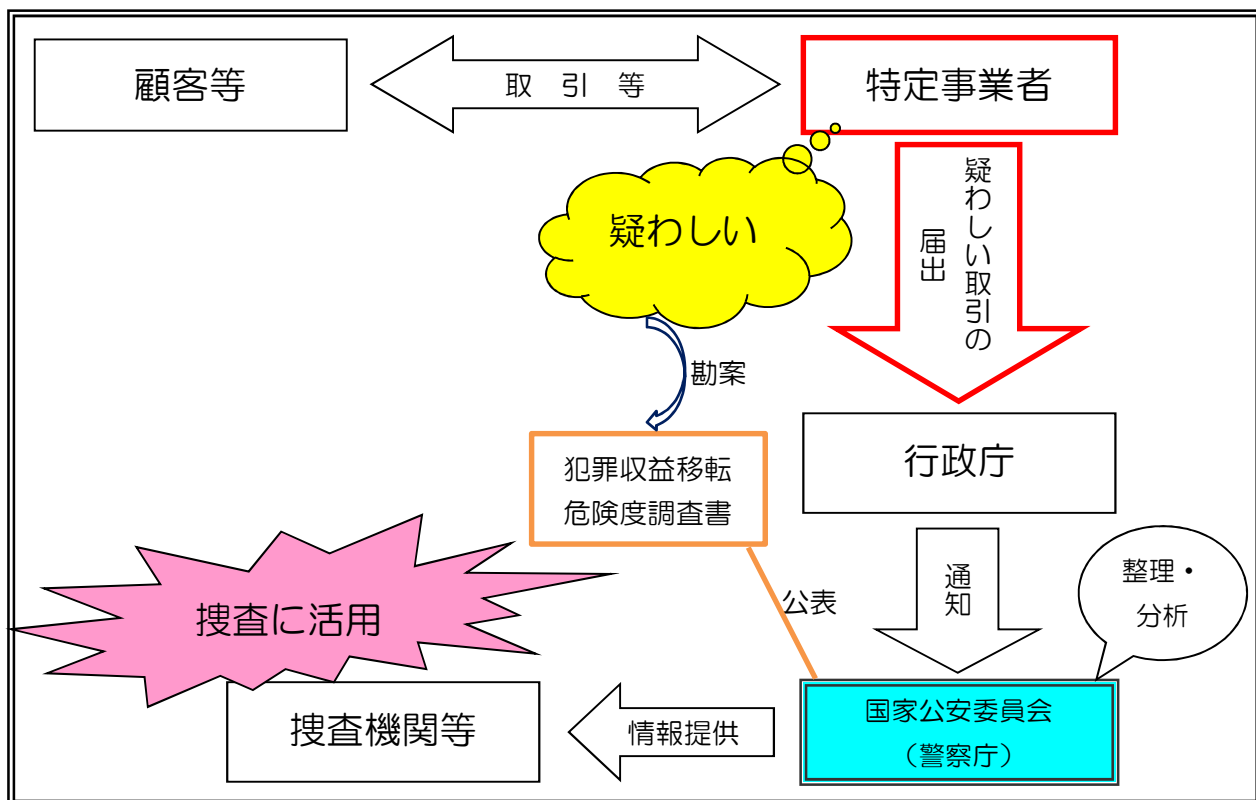 顧客等
取 引 等
特定事業者
疑わしい
疑わしい取引の
届出
勘案
犯罪収益移転
危険度調査書
行政庁
通知
整理・
分析
公表
捜査に活用
捜査機関等
情報提供
国家公安委員会
（警察庁）